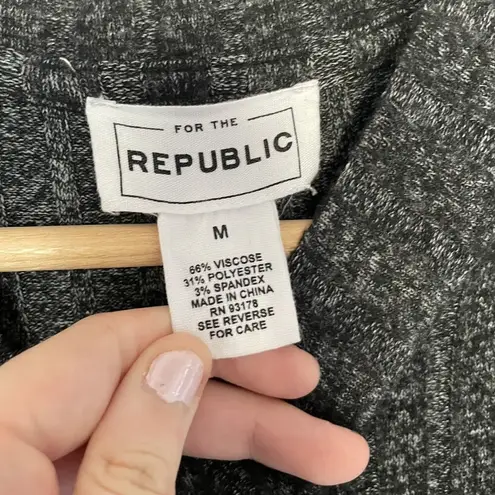 FOR THE
REPUBLIC
M
66% VISCOSE
31% POLYESTER
3% SPANDEX
MADE IN CHINA
RN 93178
SEE REVERSE
FOR CARE